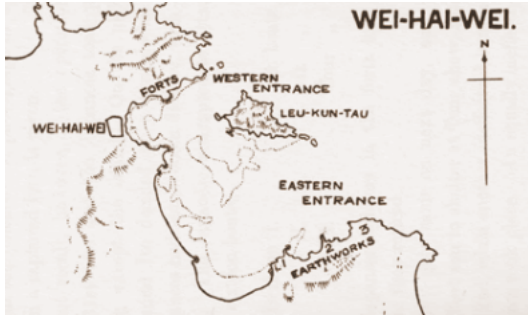 WEI-HAI-WEI.
N
WESTERN
ENTRANCE
FORTS
LEU-KUN-TAU
WEI-HAI-WEI
EASTERN
ENTRANCE
1 2 3
EARTHWORKS